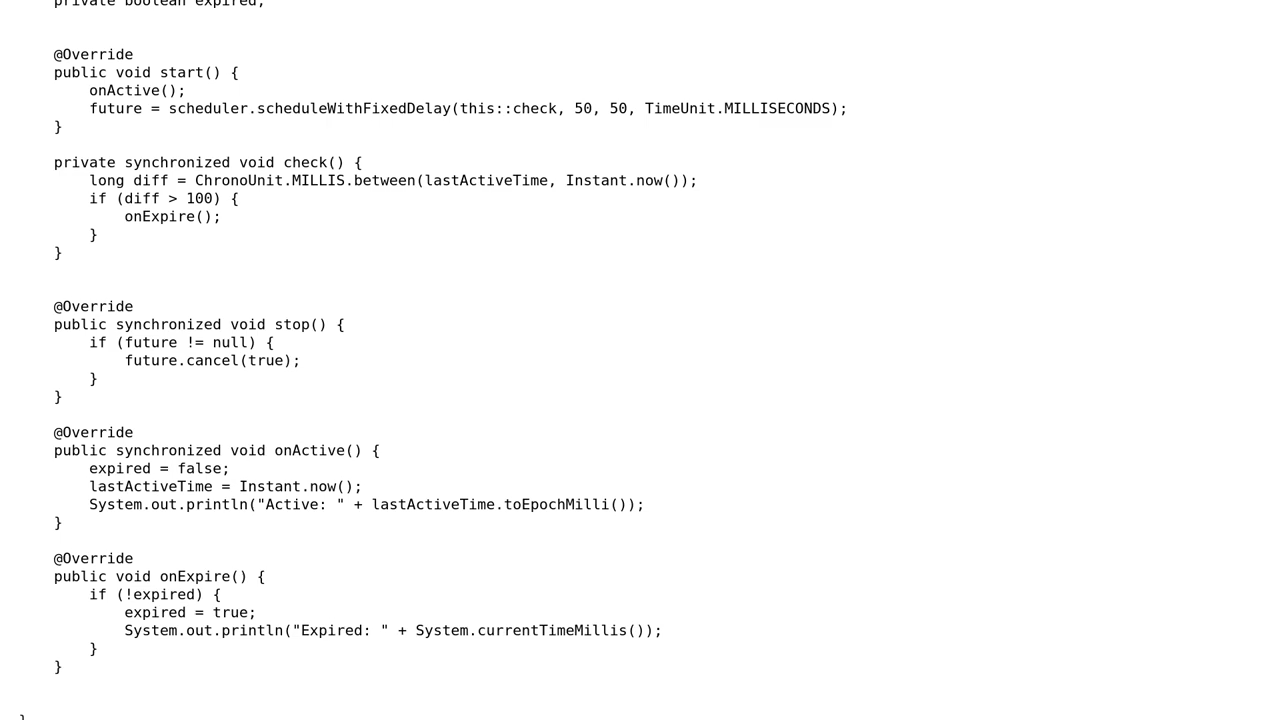 private boolean expired;
@Override
public void start() {
onActive();
future = scheduler.scheduleWithFixedDelay(this::check, 50, 50, TimeUnit.MILLISECONDS);
}
private synchronized void check() {
long diff = ChronoUnit.MILLIS.between(lastActiveTime, Instant.now());
if (diff > 100) {
onExpire();
}
}
@Override
public synchronized void stop() {
if (future != null) {
future.cancel(true);
}
}
@Override
public synchronized void onActive() {
expired = false;
lastActiveTime = Instant.now();
System.out.println("Active: " + lastActiveTime.toEpochMilli());
}
@Override
public void onExpire() {
if (!expired) {
expired = true;
System.out.println("Expired: " + System.currentTimeMillis());
}
}
}